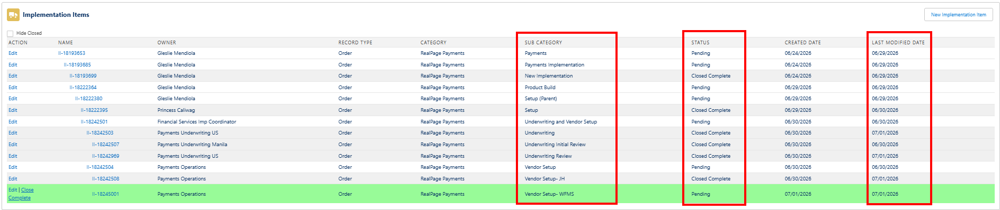 Implementation Items
New Implementation Item
Hide Closed
ACTION NAME OWNER RECORD TYPE CATEGORY SUB CATEGORY STATUS CREATED DATE LAST MODIFIED DATE
Edit II-18193653 Gleslie Mendiola Order RealPage Payments Payments Pending 06/24/2026 06/29/2026
Edit II-18193685 Gleslie Mendiola Order RealPage Payments Payments Implementation Pending 06/24/2026 06/29/2026
Edit II-18193699 Gleslie Mendiola Order RealPage Payments New Implementation Closed Complete 06/24/2026 06/29/2026
Edit II-18222364 Gleslie Mendiola Order RealPage Payments Product Build Pending 06/29/2026 06/29/2026
Edit II-18222380 Gleslie Mendiola Order RealPage Payments Setup (Parent) Pending 06/29/2026 06/29/2026
Edit II-18222395 Princess Caliwag Order RealPage Payments Setup Closed Complete 06/29/2026 06/30/2026
Edit II-18242501 Financial Services Imp Coordinator Order RealPage Payments Underwriting and Vendor Setup Pending 06/30/2026 06/30/2026
Edit II-18242503 Payments Underwriting US Order RealPage Payments Underwriting Closed Complete 06/30/2026 07/01/2026
Edit II-18242507 Payments Underwriting Manila Order RealPage Payments Underwriting Initial Review Closed Complete 06/30/2026 06/30/2026
Edit II-18242969 Payments Underwriting US Order RealPage Payments Underwriting Review Closed Complete 06/30/2026 07/01/2026
Edit II-18242504 Payments Operations Order RealPage Payments Vendor Setup Pending 06/30/2026 06/30/2026
Edit II-18242508 Payments Operations Order RealPage Payments Vendor Setup- JH Closed Complete 06/30/2026 07/01/2026
Edit | Close
Complete II-18245001 Payments Operations Order RealPage Payments Vendor Setup- WFMS Pending 07/01/2026 07/01/2026